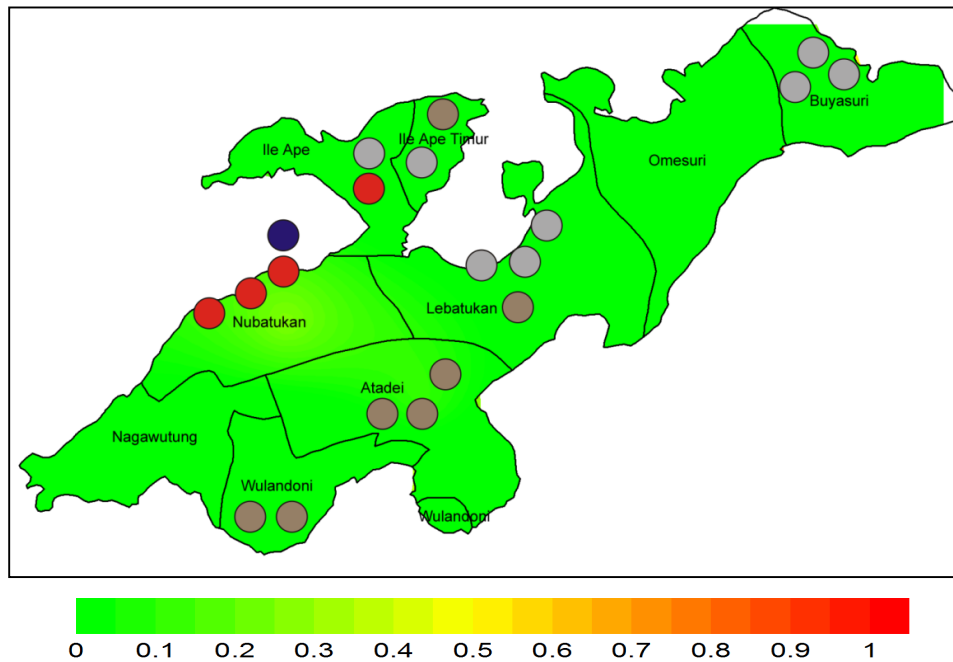 Buyasuri
Ile Ape Timur
Ile Ape
Omesuri
Lebatukan
Nubatukan
Atadei
Nagawutung
Wulandoni
Wulandoni
0 0.1 0.2 0.3 0.4 0.5 0.6 0.7 0.8 0.9 1